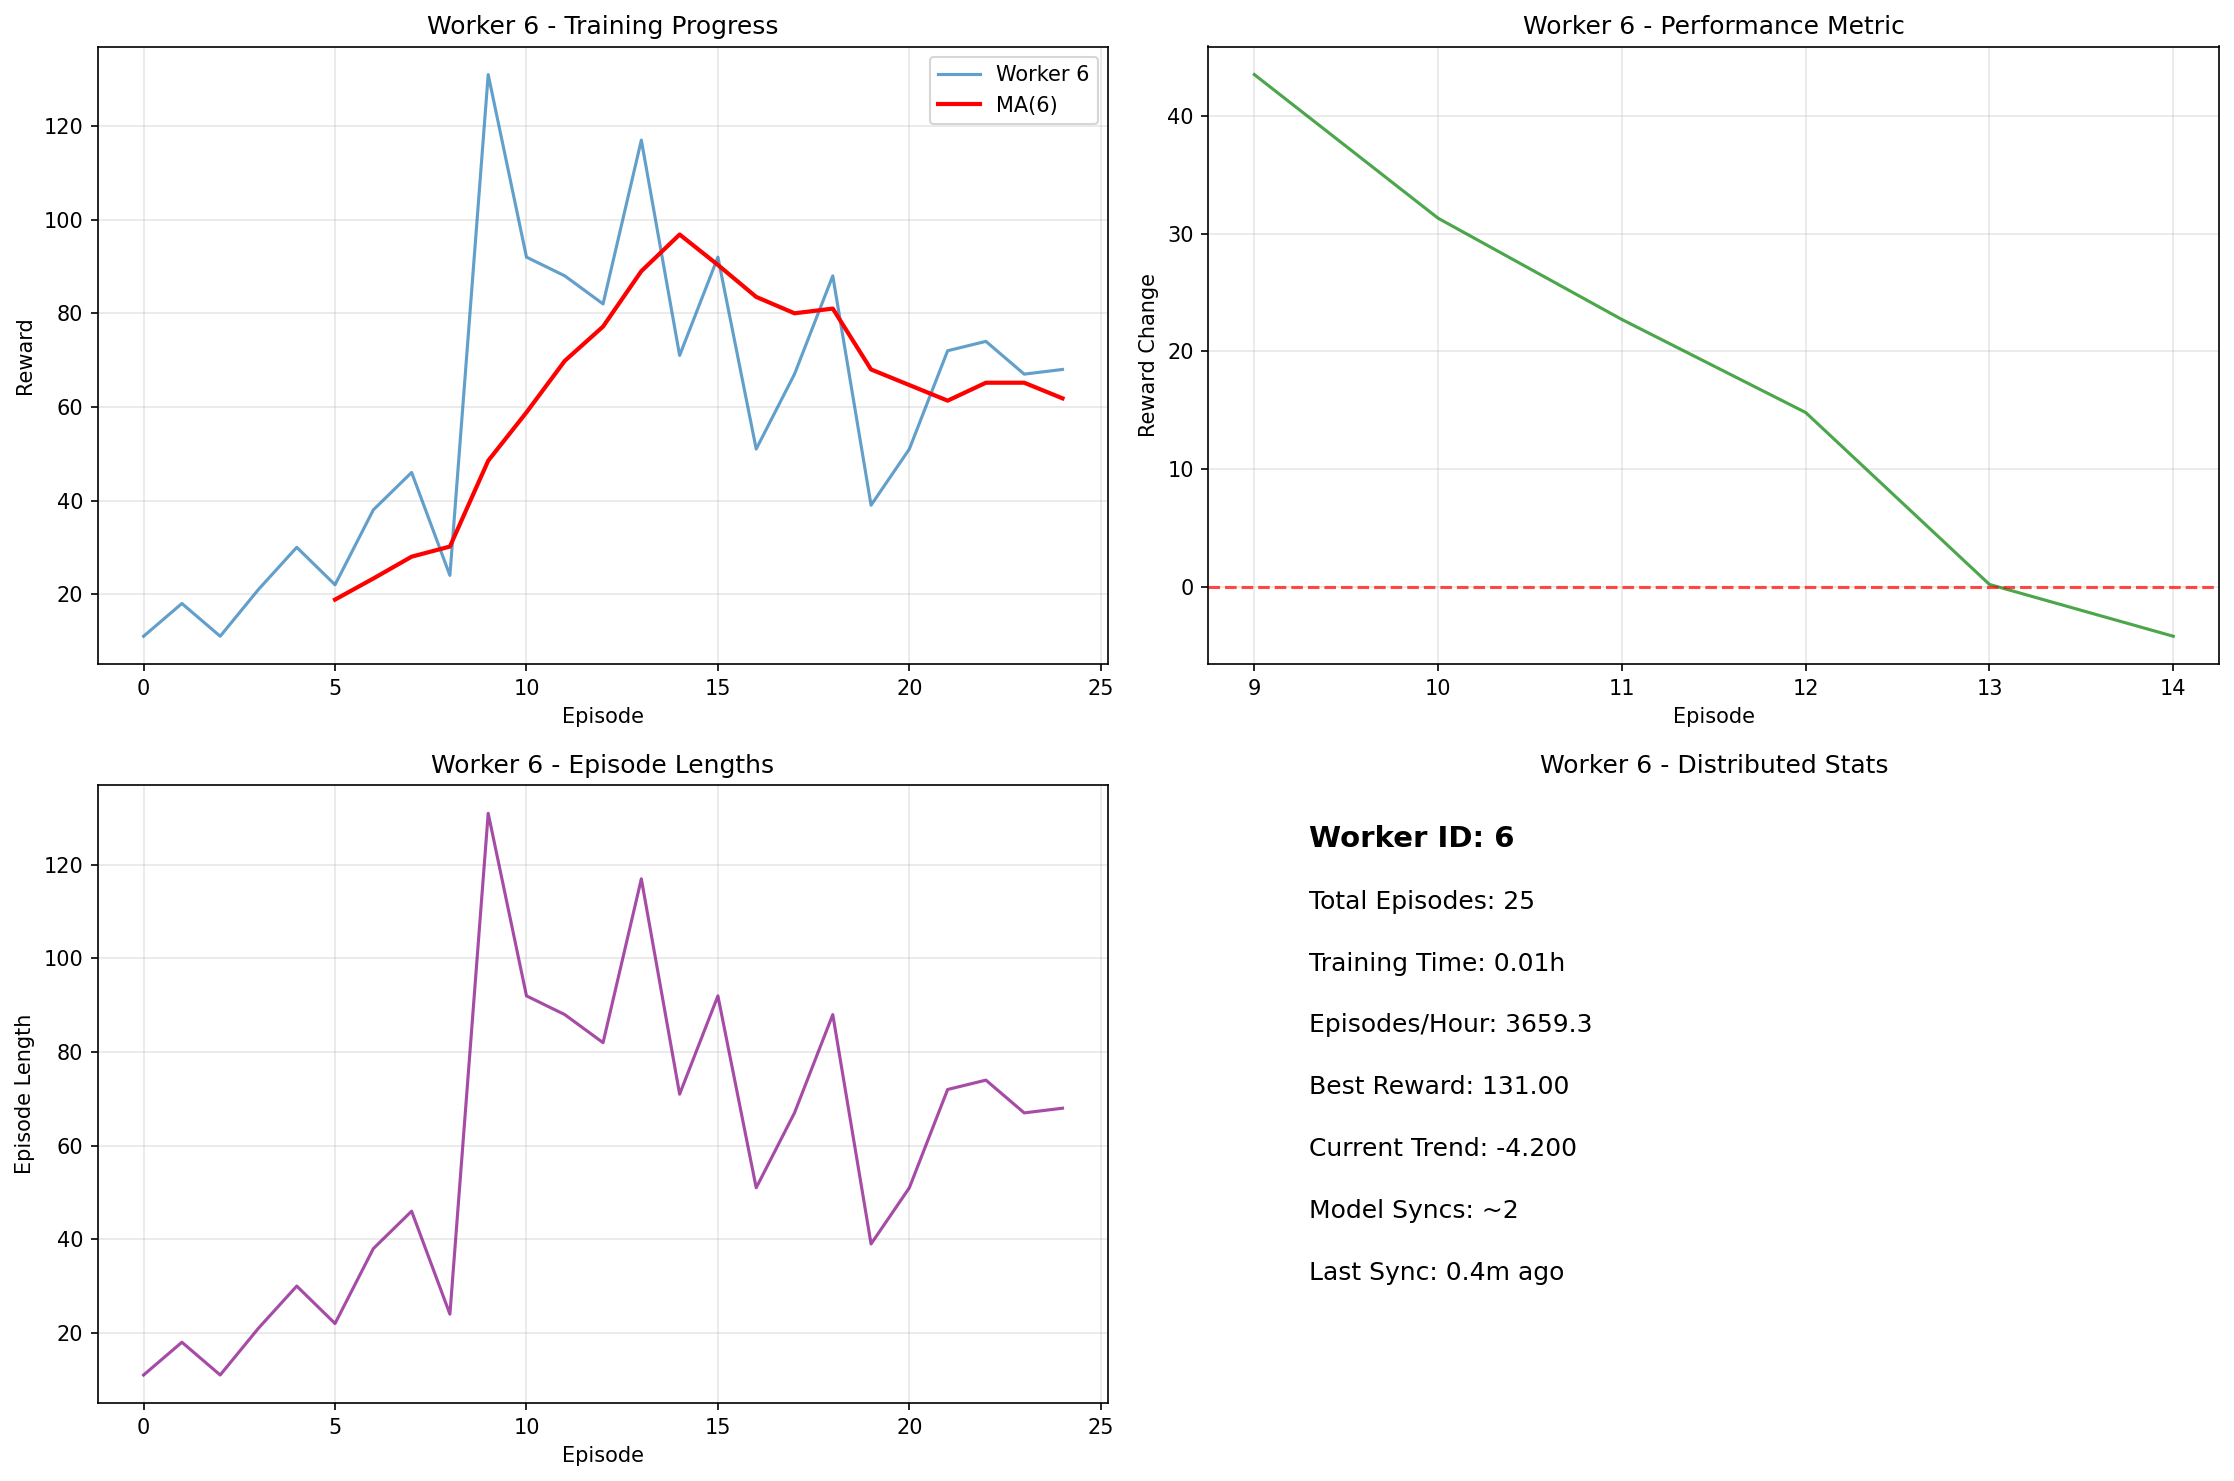 Worker 6 - Training Progress
Worker 6
MA(6)
Reward
120
100
80
60
40
20
0 5 10 15 20 25
Episode
Worker 6 - Performance Metric
Reward Change
40
30
20
10
0
9 10 11 12 13 14
Episode
Worker 6 - Episode Lengths
Episode Length
120
100
80
60
40
20
0 5 10 15 20 25
Episode
Worker 6 - Distributed Stats
Worker ID: 6
Total Episodes: 25
Training Time: 0.01h
Episodes/Hour: 3659.3
Best Reward: 131.00
Current Trend: -4.200
Model Syncs: ~2
Last Sync: 0.4m ago